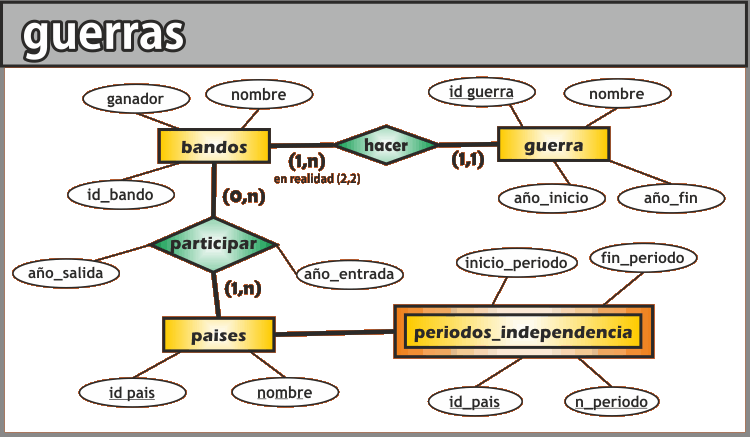 guerras
ganador
nombre
id guerra
nombre
bandos
hacer
guerra
(1,n)
(1,1)
en realidad (2,2)
id_bando
(0,n)
año_inicio
año_fin
participar
inicio_periodo
fin_periodo
año_salida
año_entrada
(1,n)
paises
periodos_independencia
id pais
nombre
id_pais
n_periodo